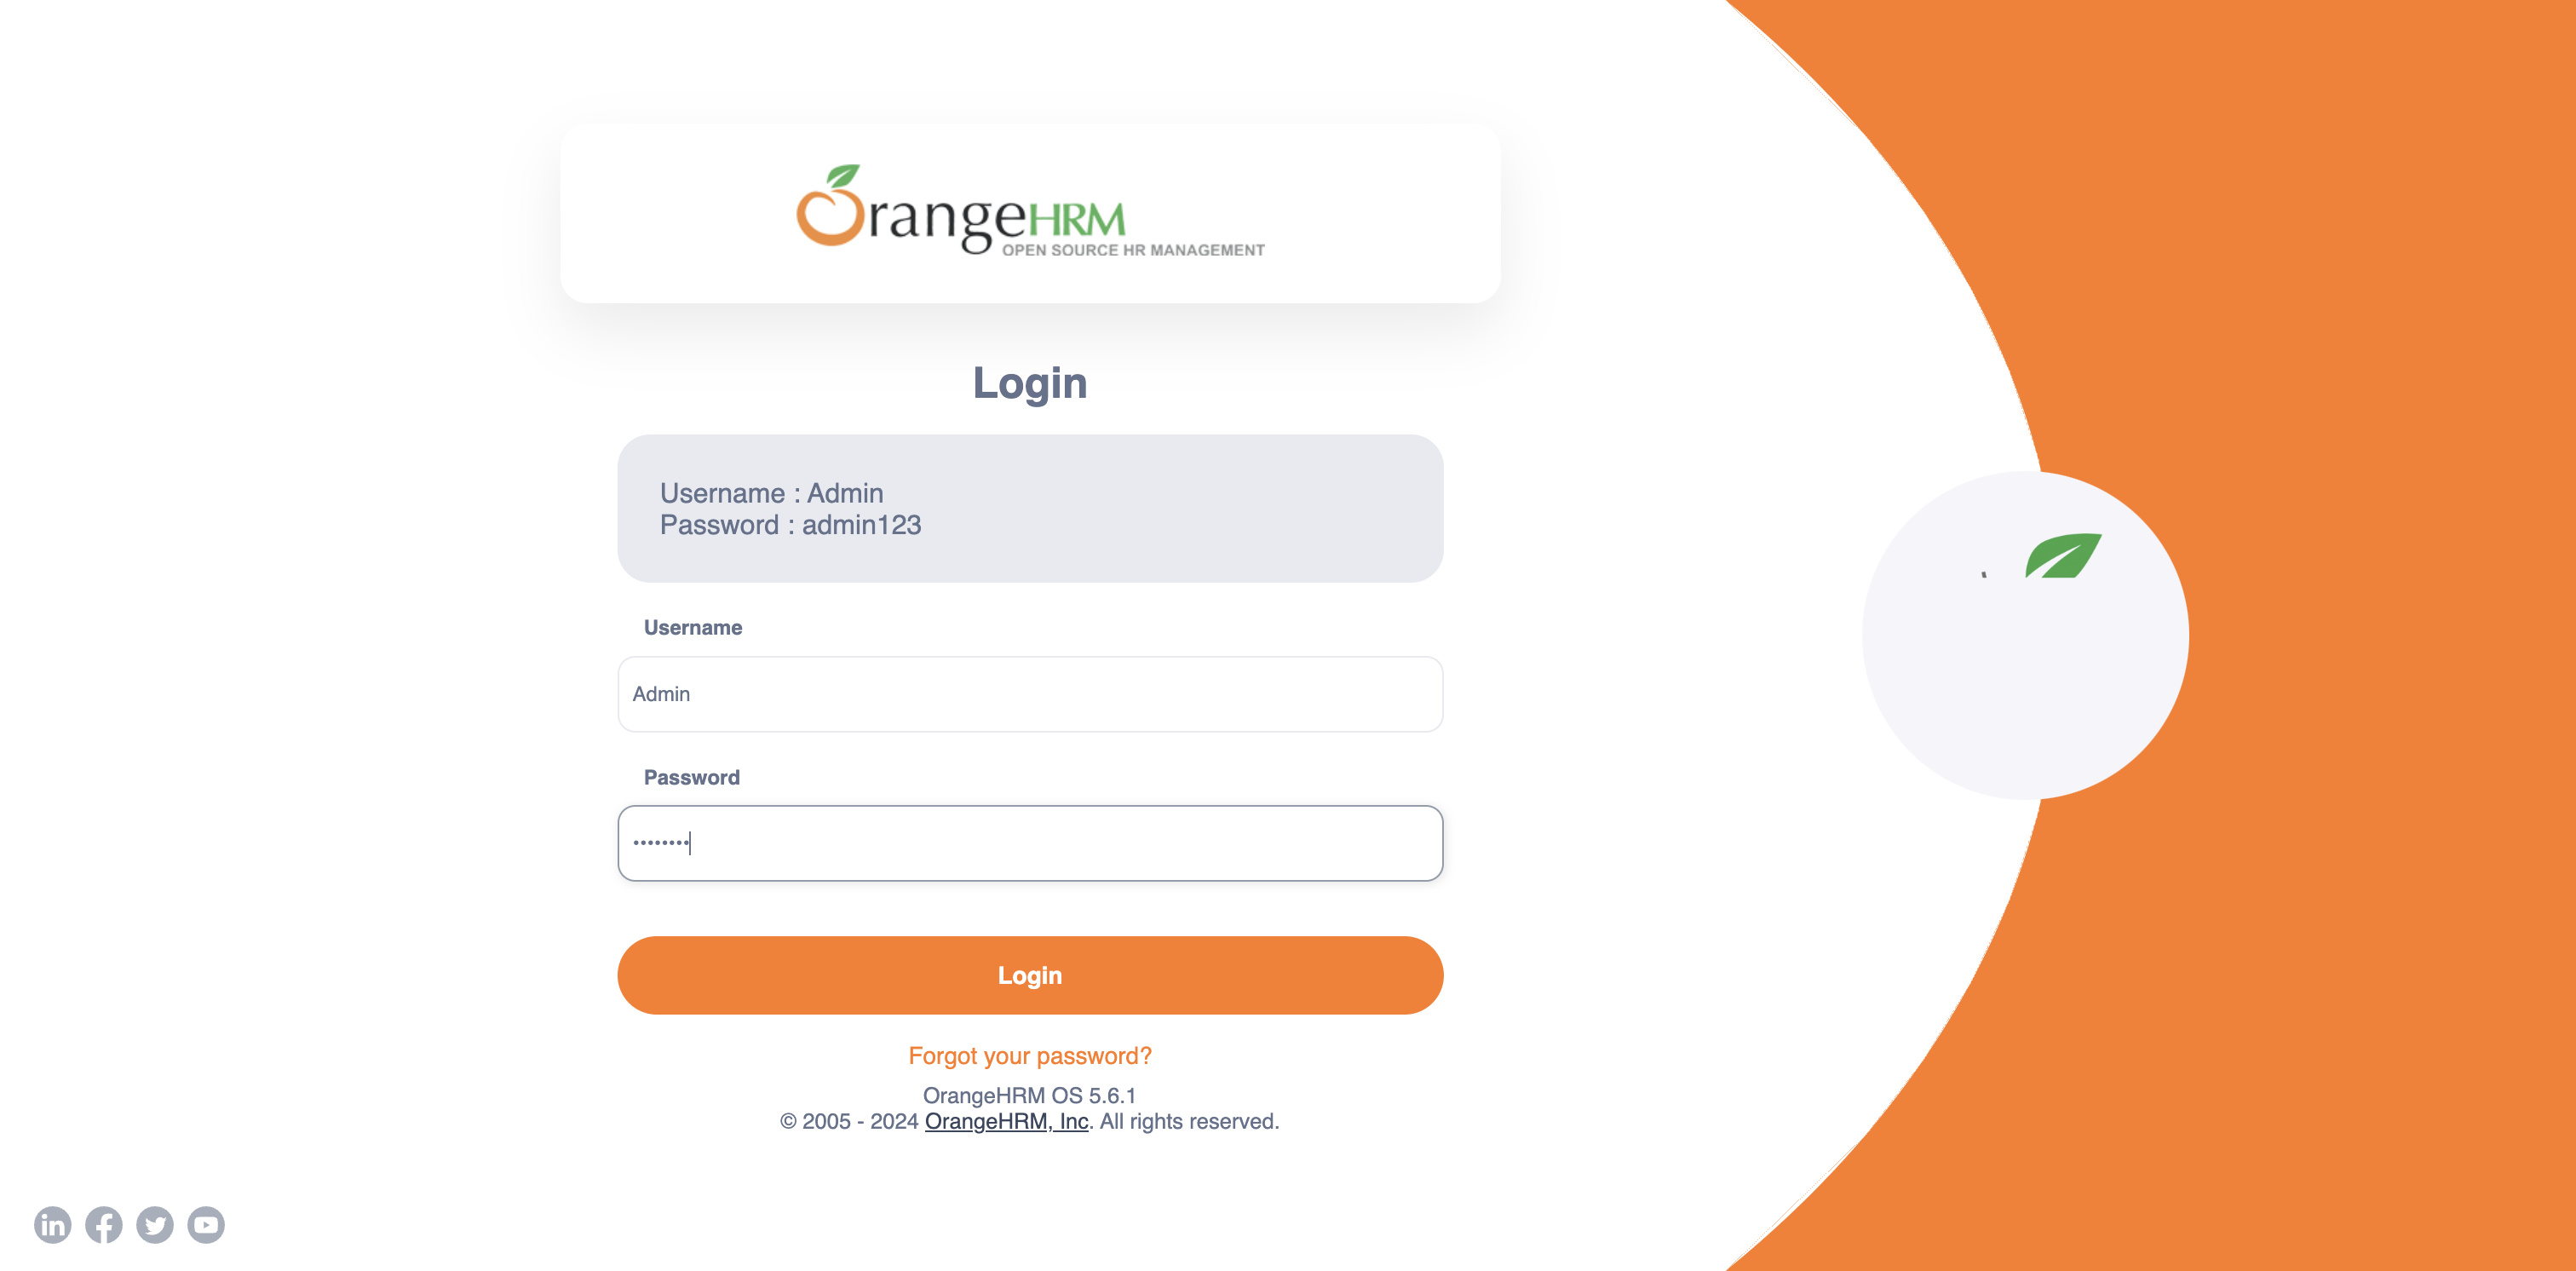 OrangeHRM
OPEN SOURCE HR MANAGEMENT
Login
Username : Admin
Password : admin123
Username
Admin
Password
••••••••
Login
Forgot your password?
OrangeHRM OS 5.6.1
© 2005 - 2024 OrangeHRM, Inc. All rights reserved.